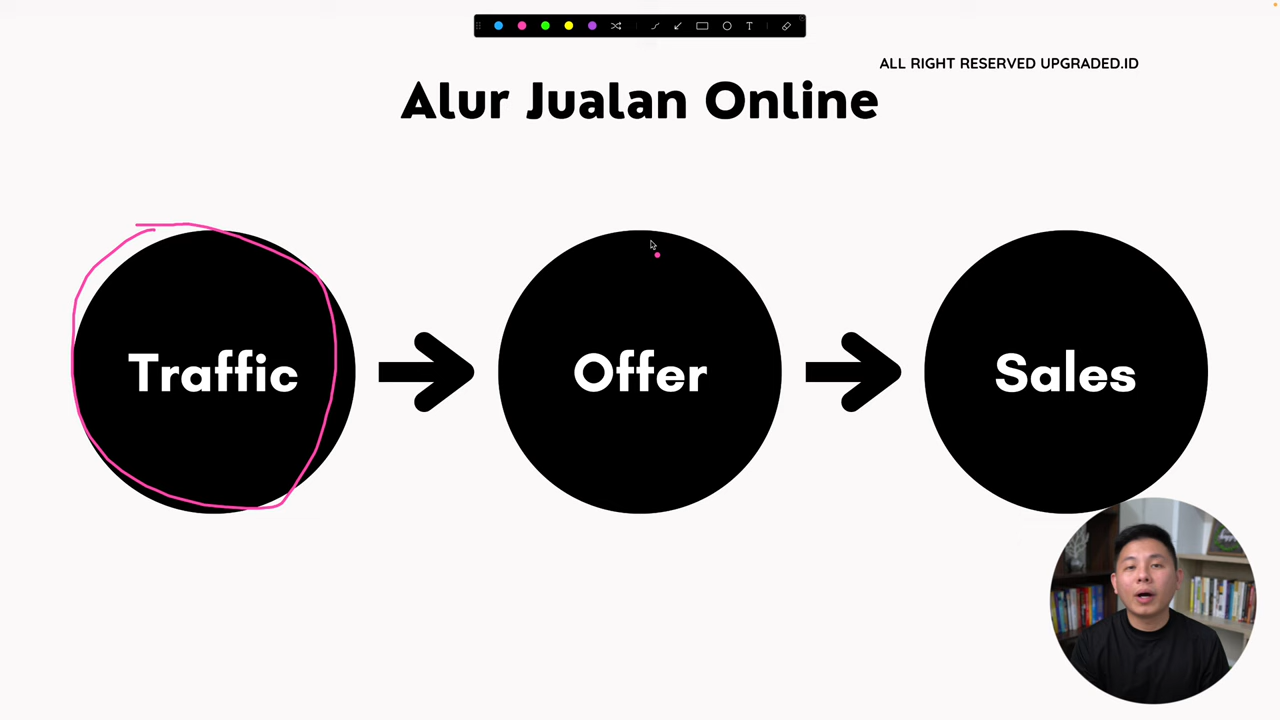 ALL RIGHT RESERVED UPGRADED.ID
Alur Jualan Online
Traffic
Offer
Sales